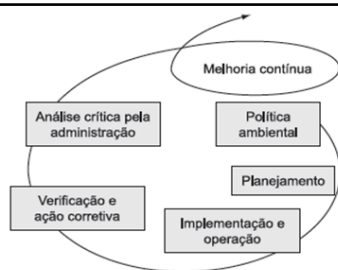 Melhoria contínua
Análise crítica pela
administração
Política
ambiental
Planejamento
Verificação e
ação corretiva
Implementação e
operação